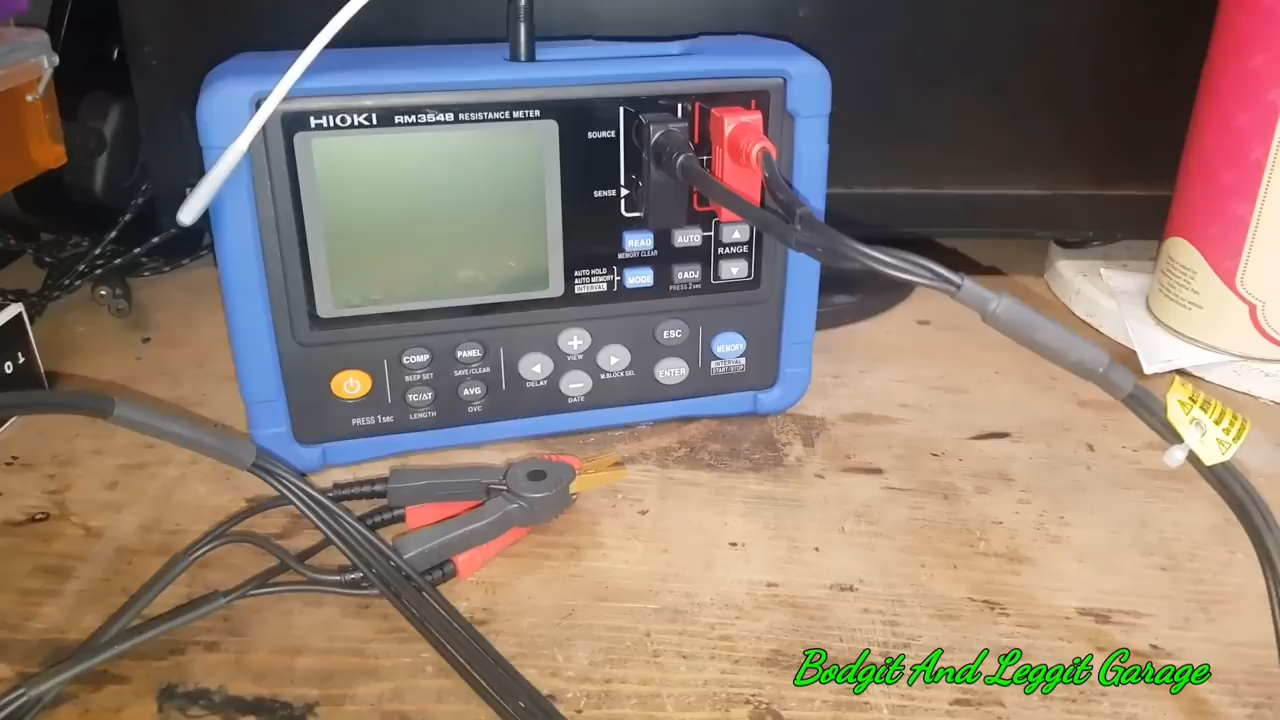 HIOKI RM3548 RESISTANCE METER
SOURCE
SENSE
READ
MEMORY CLEAR
AUTO
RANGE
AUTO HOLD
AUTO MEMORY
INTERVAL
MODE
0 ADJ
PRESS 2sec
PRESS 1sec
COMP
BEEP SET
PANEL
SAVE/CLEAR
TC/ΔT
LENGTH
AVG
OVC
+
VIEW
DELAY
M.BLOCK SEL
−
DATE
ESC
ENTER
MEMORY
INTERVAL
START/STOP
Bodgit And Leggit Garage